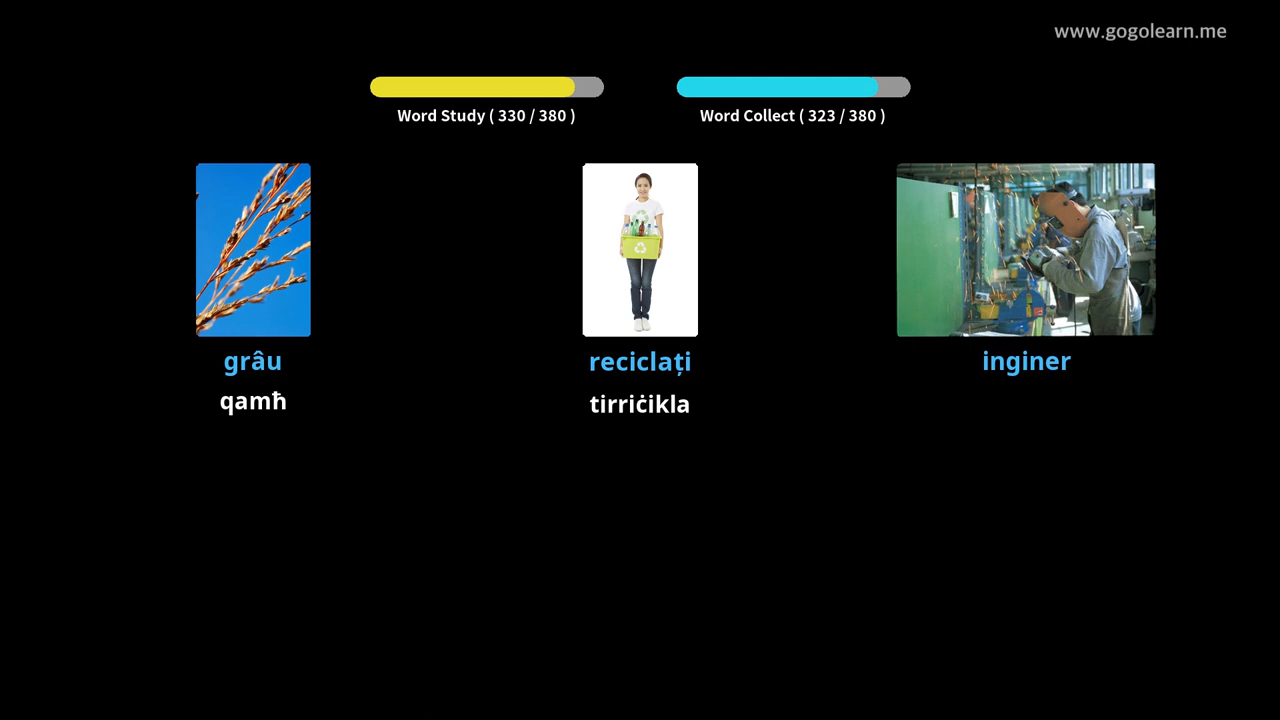 www.gogolearn.me
Word Study ( 330 / 380 )
Word Collect ( 323 / 380 )
grâu
qamħ
reciclați
tirriċikla
inginer